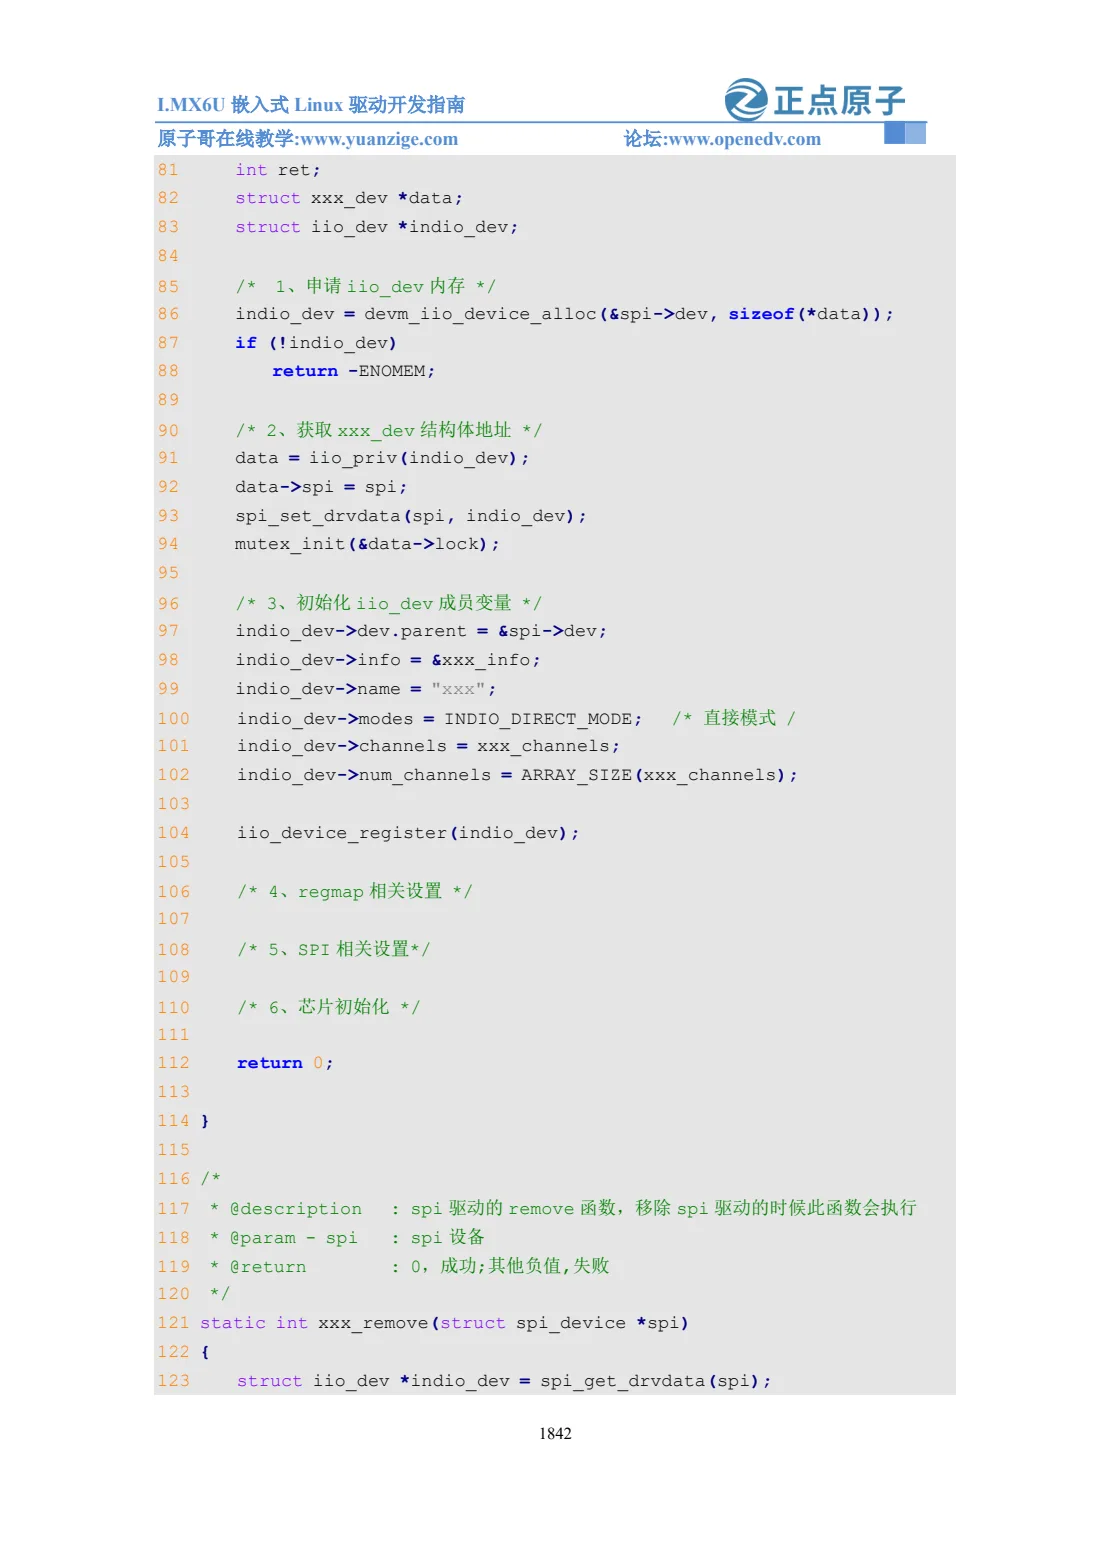 I.MX6U 嵌入式 Linux 驱动开发指南
正点原子
原子哥在线教学:www.yuanzige.com 论坛:www.openedv.com
81 int ret;
82 struct xxx_dev *data;
83 struct iio_dev *indio_dev;
84
85 /* 1、申请 iio_dev 内存 */
86 indio_dev = devm_iio_device_alloc(&spi->dev, sizeof(*data));
87 if (!indio_dev)
88 return -ENOMEM;
89
90 /* 2、获取 xxx_dev 结构体地址 */
91 data = iio_priv(indio_dev);
92 data->spi = spi;
93 spi_set_drvdata(spi, indio_dev);
94 mutex_init(&data->lock);
95
96 /* 3、初始化 iio_dev 成员变量 */
97 indio_dev->dev.parent = &spi->dev;
98 indio_dev->info = &xxx_info;
99 indio_dev->name = "xxx";
100 indio_dev->modes = INDIO_DIRECT_MODE; /* 直接模式 /
101 indio_dev->channels = xxx_channels;
102 indio_dev->num_channels = ARRAY_SIZE(xxx_channels);
103
104 iio_device_register(indio_dev);
105
106 /* 4、regmap 相关设置 */
107
108 /* 5、SPI 相关设置*/
109
110 /* 6、芯片初始化 */
111
112 return 0;
113
114 }
115
116 /*
117 * @description : spi 驱动的 remove 函数，移除 spi 驱动的时候此函数会执行
118 * @param - spi : spi 设备
119 * @return : 0，成功;其他负值,失败
120 */
121 static int xxx_remove(struct spi_device *spi)
122 {
123 struct iio_dev *indio_dev = spi_get_drvdata(spi);
1842